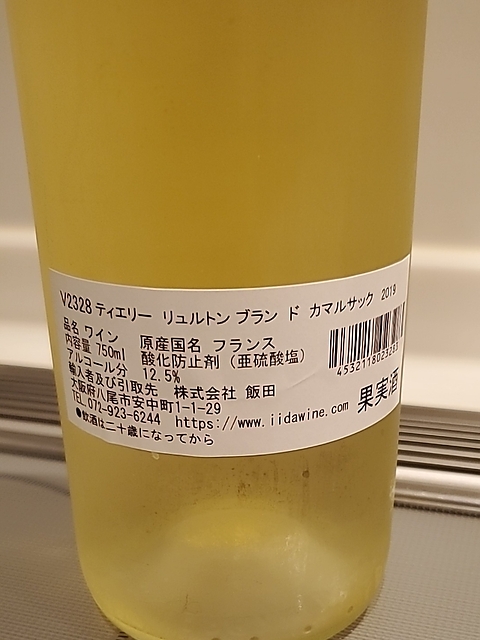 V2328 ティエリー リュルトン ブラン ド カマルサック 2019
品名 ワイン 原産国名 フランス
内容量 750ml 酸化防止剤（亜硫酸塩）
アルコール分 12.5%
輸入者及び引取先 株式会社 飯田
大阪府八尾市安中町1-1-29
TEL.072-923-6244 https://www.iidawine.com
●飲酒は二十歳になってから
果実酒